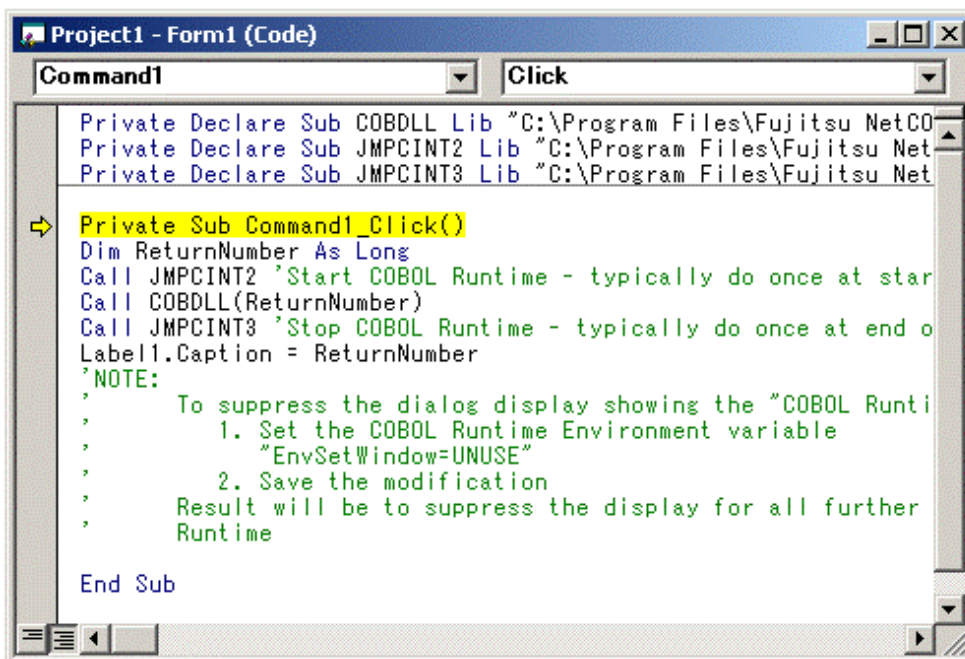 Project1 - Form1 (Code)
Command1 Click
Private Declare Sub COBDLL Lib "C:\Program Files\Fujitsu NetCO
Private Declare Sub JMPCINT2 Lib "C:\Program Files\Fujitsu Net
Private Declare Sub JMPCINT3 Lib "C:\Program Files\Fujitsu Net
Private Sub Command1_Click()
Dim ReturnNumber As Long
Call JMPCINT2 'Start COBOL Runtime - typically do once at star
Call COBDLL(ReturnNumber)
Call JMPCINT3 'Stop COBOL Runtime - typically do once at end o
Label1.Caption = ReturnNumber
'NOTE:
' To suppress the dialog display showing the "COBOL Runti
' 1. Set the COBOL Runtime Environment variable
' "EnvSetWindow=UNUSE"
' 2. Save the modification
' Result will be to suppress the display for all further
' Runtime
End Sub